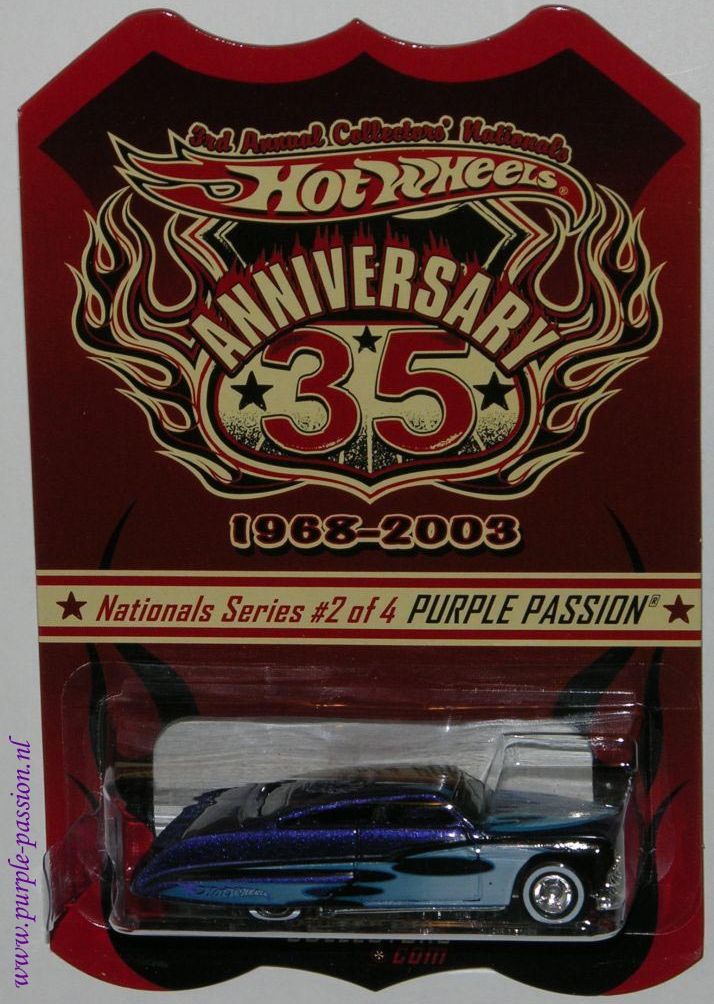 3rd Annual Collectors' Nationals
Hot Wheels®
ANNIVERSARY
35
1968-2003
Nationals Series #2 of 4 PURPLE PASSION®
Hot Wheels
.com
www.purple-passion.nl